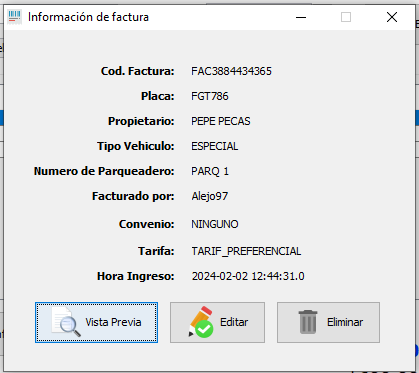 Información de factura
Cod. Factura: FAC3884434365
Placa: FGT786
Propietario: PEPE PECAS
Tipo Vehiculo: ESPECIAL
Numero de Parqueadero: PARQ 1
Facturado por: Alejo97
Convenio: NINGUNO
Tarifa: TARIF_PREFERENCIAL
Hora Ingreso: 2024-02-02 12:44:31.0
Vista Previa Editar Eliminar